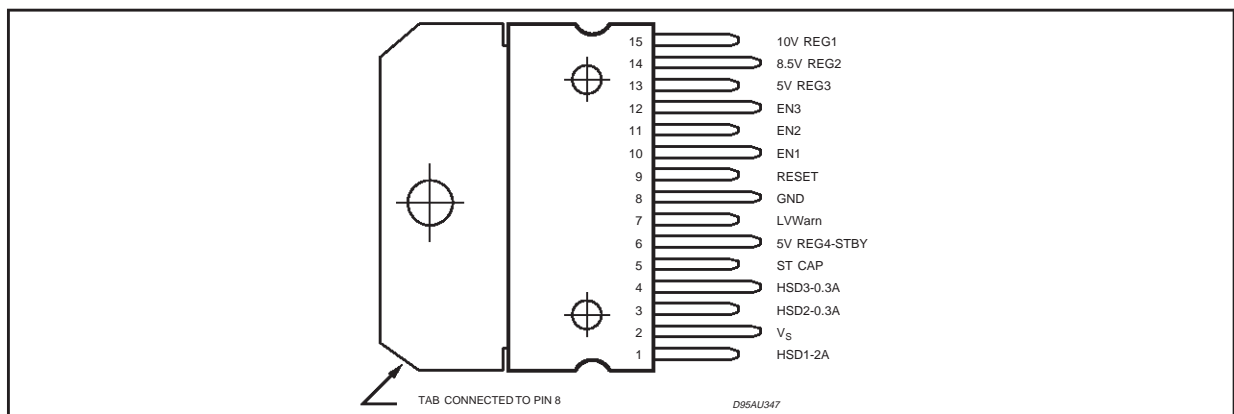 15 10V REG1
14 8.5V REG2
13 5V REG3
12 EN3
11 EN2
10 EN1
9 RESET
8 GND
7 LVWarn
6 5V REG4-STBY
5 ST CAP
4 HSD3-0.3A
3 HSD2-0.3A
2 VS
1 HSD1-2A
TAB CONNECTED TO PIN 8
D95AU347